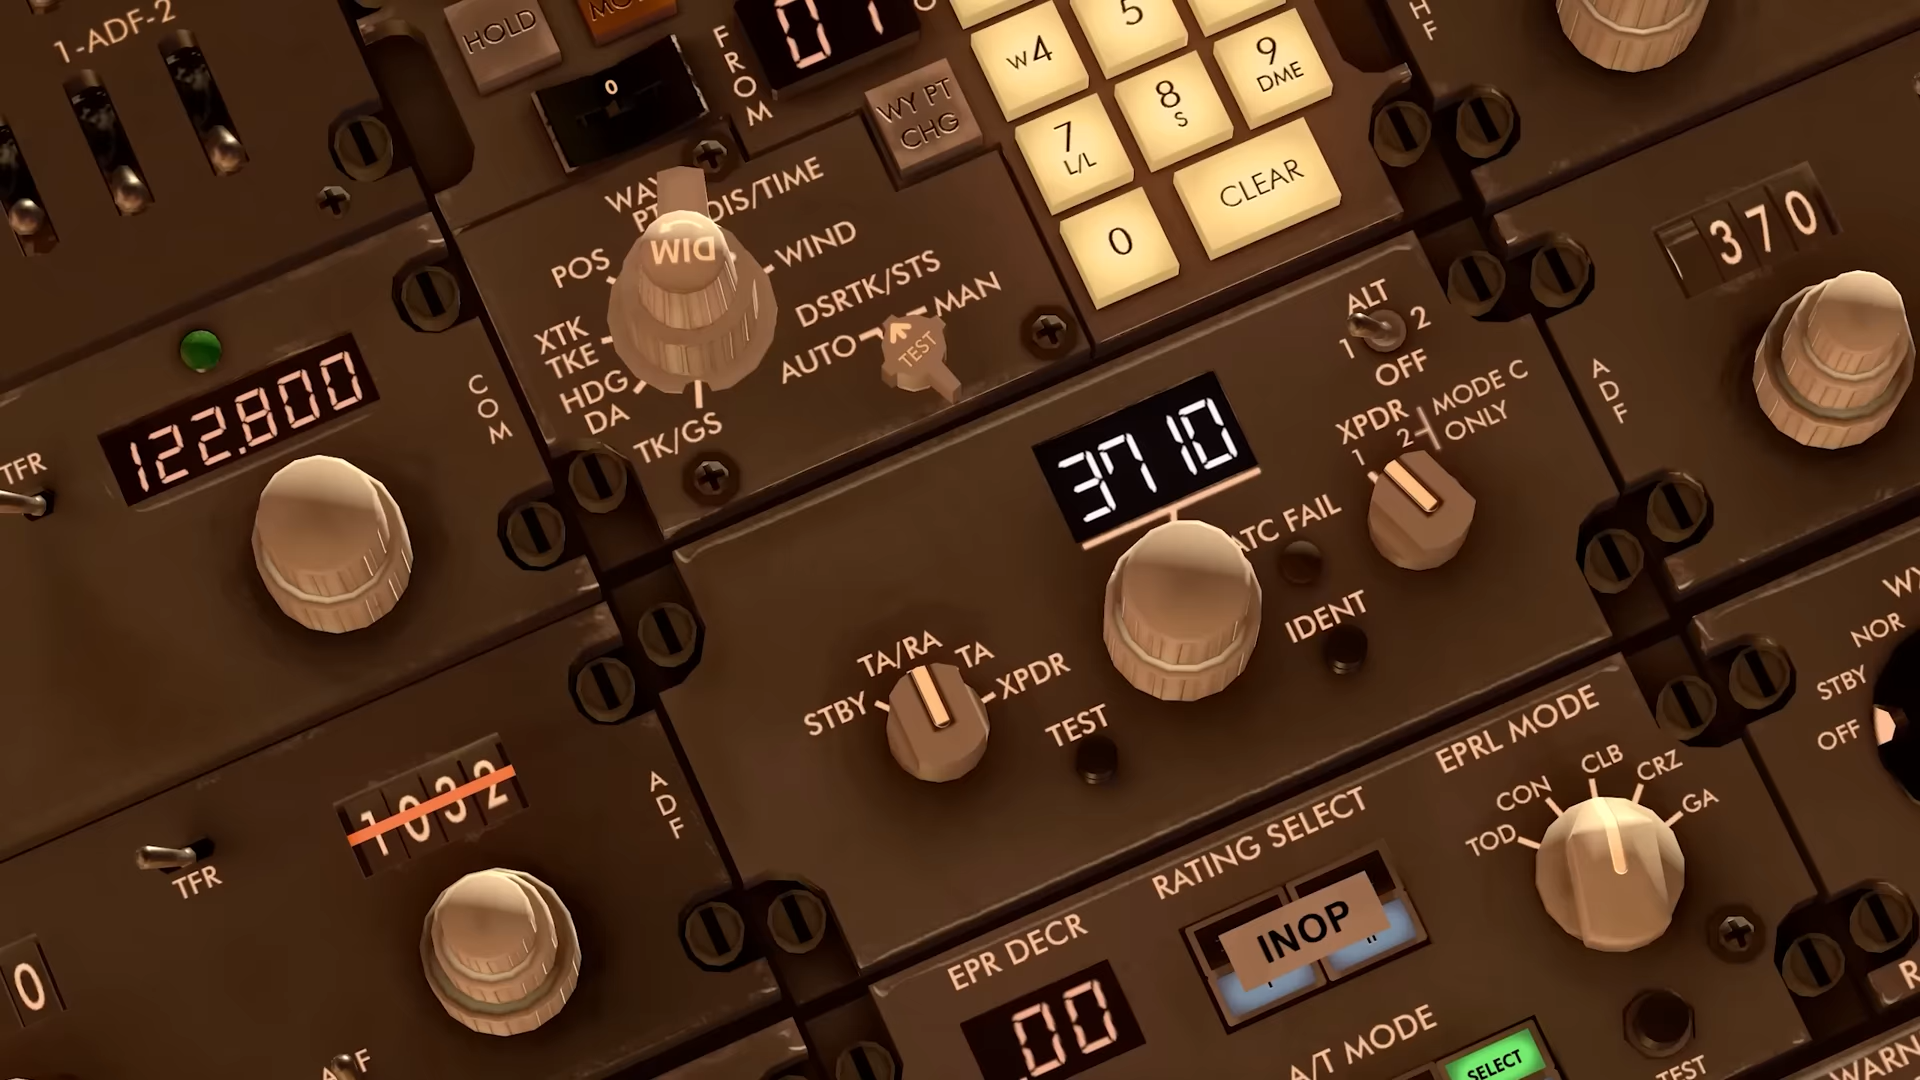 1-ADF-2
HOLD
0
FROM
W4
5
9
DME
8
S
7
L/L
0
CLEAR
WY PT
CHG
DIS/TIME
WIND
POS
DIM
DSRTK/STS
MAN
AUTO
TEST
XTK
TKE
HDG
DA
TK/GS
122.800
COM
TFR
370
ADF
ALT
1
2
OFF
XPDR
1
2
MODE C
ONLY
3710
ATC FAIL
IDENT
TA/RA
TA
STBY
XPDR
TEST
1032
ADF
TFR
0
EPRL MODE
TOD
CON
CLB
CRZ
GA
RATING SELECT
INOP
EPR DECR
00
A/T MODE
SELECT
TEST
NOR
STBY
OFF